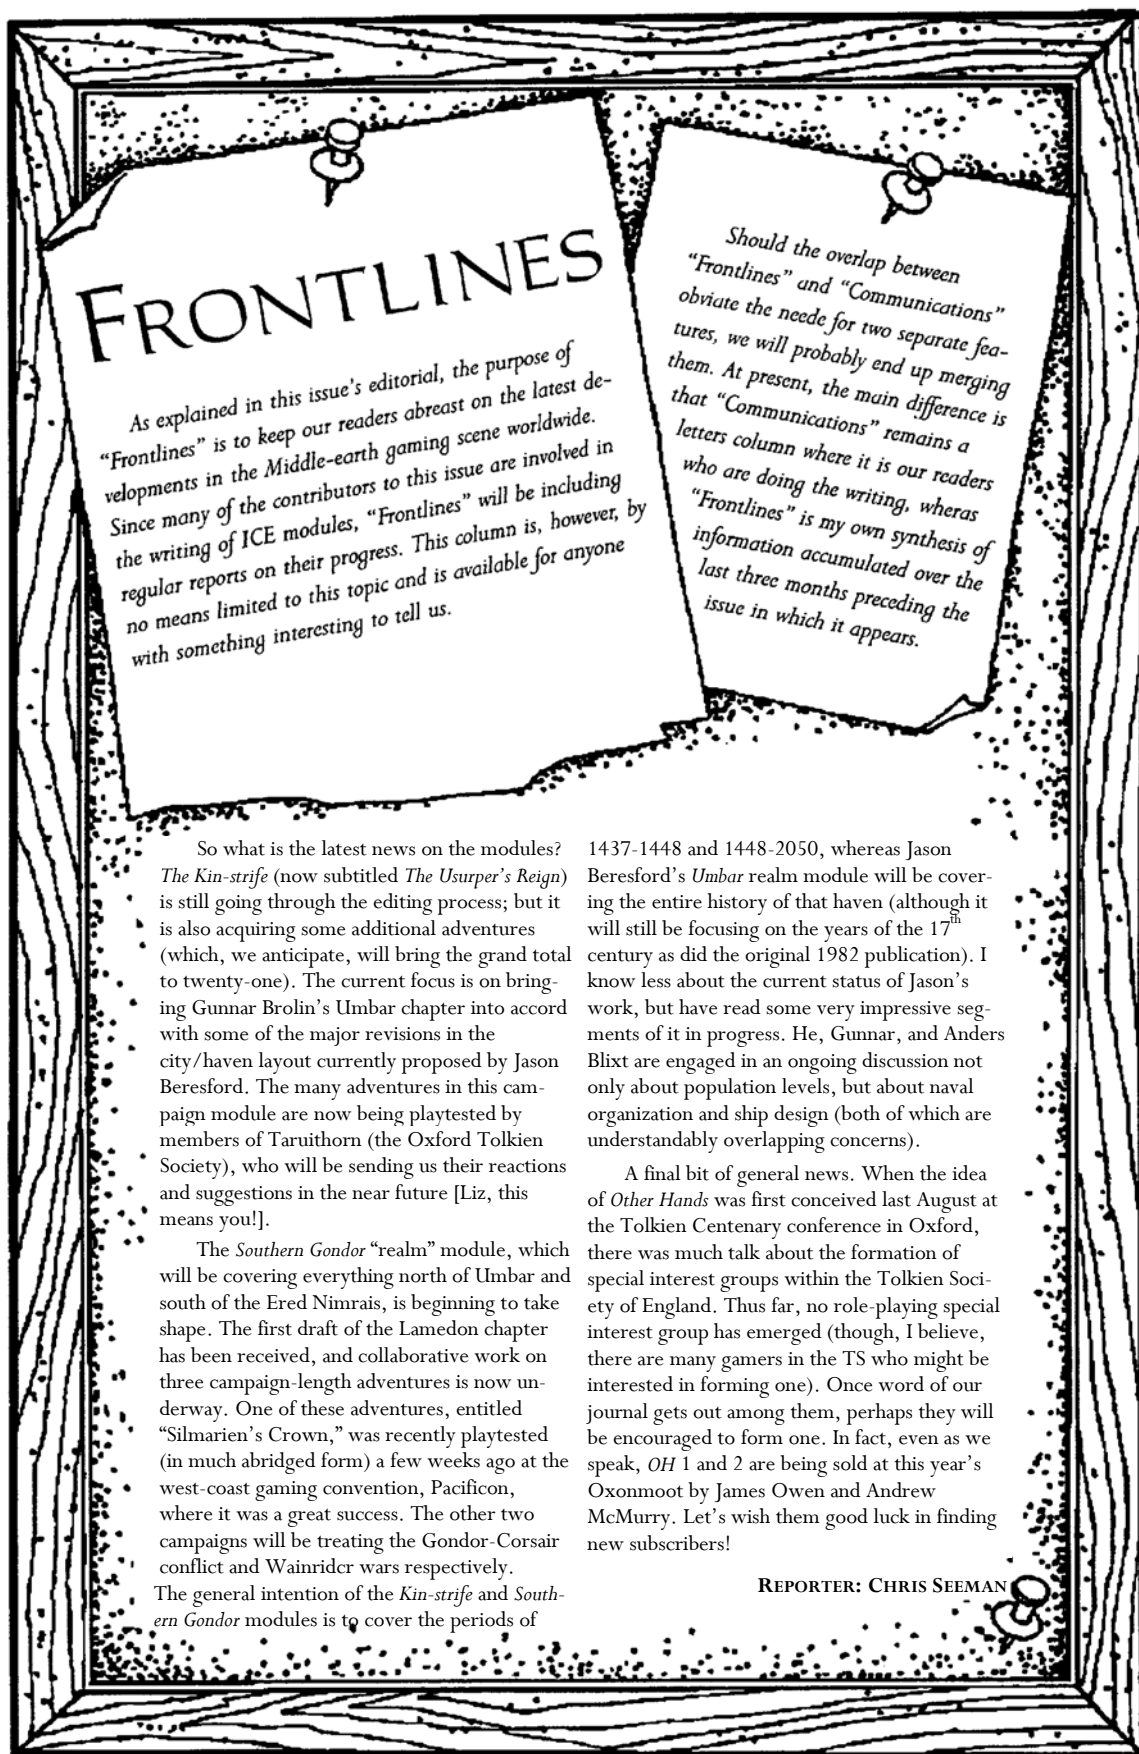 FRONTLINES
As explained in this issue's editorial, the purpose of
“Frontlines” is to keep our readers abreast on the latest de-
velopments in the Middle-earth gaming scene worldwide.
Since many of the contributors to this issue are involved in
the writing of ICE modules, “Frontlines” will be including
regular reports on their progress. This column is, however, by
no means limited to this topic and is available for anyone
with something interesting to tell us.
Should the overlap between
“Frontlines” and “Communications”
obviate the neede for two separate fea-
tures, we will probably end up merging
them. At present, the main difference is
that “Communications” remains a
letters column where it is our readers
who are doing the writing, wheras
“Frontlines” is my own synthesis of
information accumulated over the
last three months preceding the
issue in which it appears.
So what is the latest news on the modules?
The Kin-strife (now subtitled The Usurper's Reign)
is still going through the editing process; but it
is also acquiring some additional adventures
(which, we anticipate, will bring the grand total
to twenty-one). The current focus is on bring-
ing Gunnar Brolin's Umbar chapter into accord
with some of the major revisions in the
city/haven layout currently proposed by Jason
Beresford. The many adventures in this cam-
paign module are now being playtested by
members of Taruithorn (the Oxford Tolkien
Society), who will be sending us their reactions
and suggestions in the near future [Liz, this
means you!].
The Southern Gondor “realm” module, which
will be covering everything north of Umbar and
south of the Ered Nimrais, is beginning to take
shape. The first draft of the Lamedon chapter
has been received, and collaborative work on
three campaign-length adventures is now un-
derway. One of these adventures, entitled
“Silmarien's Crown,” was recently playtested
(in much abridged form) a few weeks ago at the
west-coast gaming convention, Pacificon,
where it was a great success. The other two
campaigns will be treating the Gondor-Corsair
conflict and Wainridcr wars respectively.
The general intention of the Kin-strife and South-
ern Gondor modules is to cover the periods of
1437-1448 and 1448-2050, whereas Jason
Beresford's Umbar realm module will be cover-
ing the entire history of that haven (although it
will still be focusing on the years of the 17th
century as did the original 1982 publication). I
know less about the current status of Jason's
work, but have read some very impressive seg-
ments of it in progress. He, Gunnar, and Anders
Blixt are engaged in an ongoing discussion not
only about population levels, but about naval
organization and ship design (both of which are
understandably overlapping concerns).
A final bit of general news. When the idea
of Other Hands was first conceived last August at
the Tolkien Centenary conference in Oxford,
there was much talk about the formation of
special interest groups within the Tolkien Soci-
ety of England. Thus far, no role-playing special
interest group has emerged (though, I believe,
there are many gamers in the TS who might be
interested in forming one). Once word of our
journal gets out among them, perhaps they will
be encouraged to form one. In fact, even as we
speak, OH 1 and 2 are being sold at this year's
Oxonmoot by James Owen and Andrew
McMurry. Let's wish them good luck in finding
new subscribers!
REPORTER: CHRIS SEEMAN